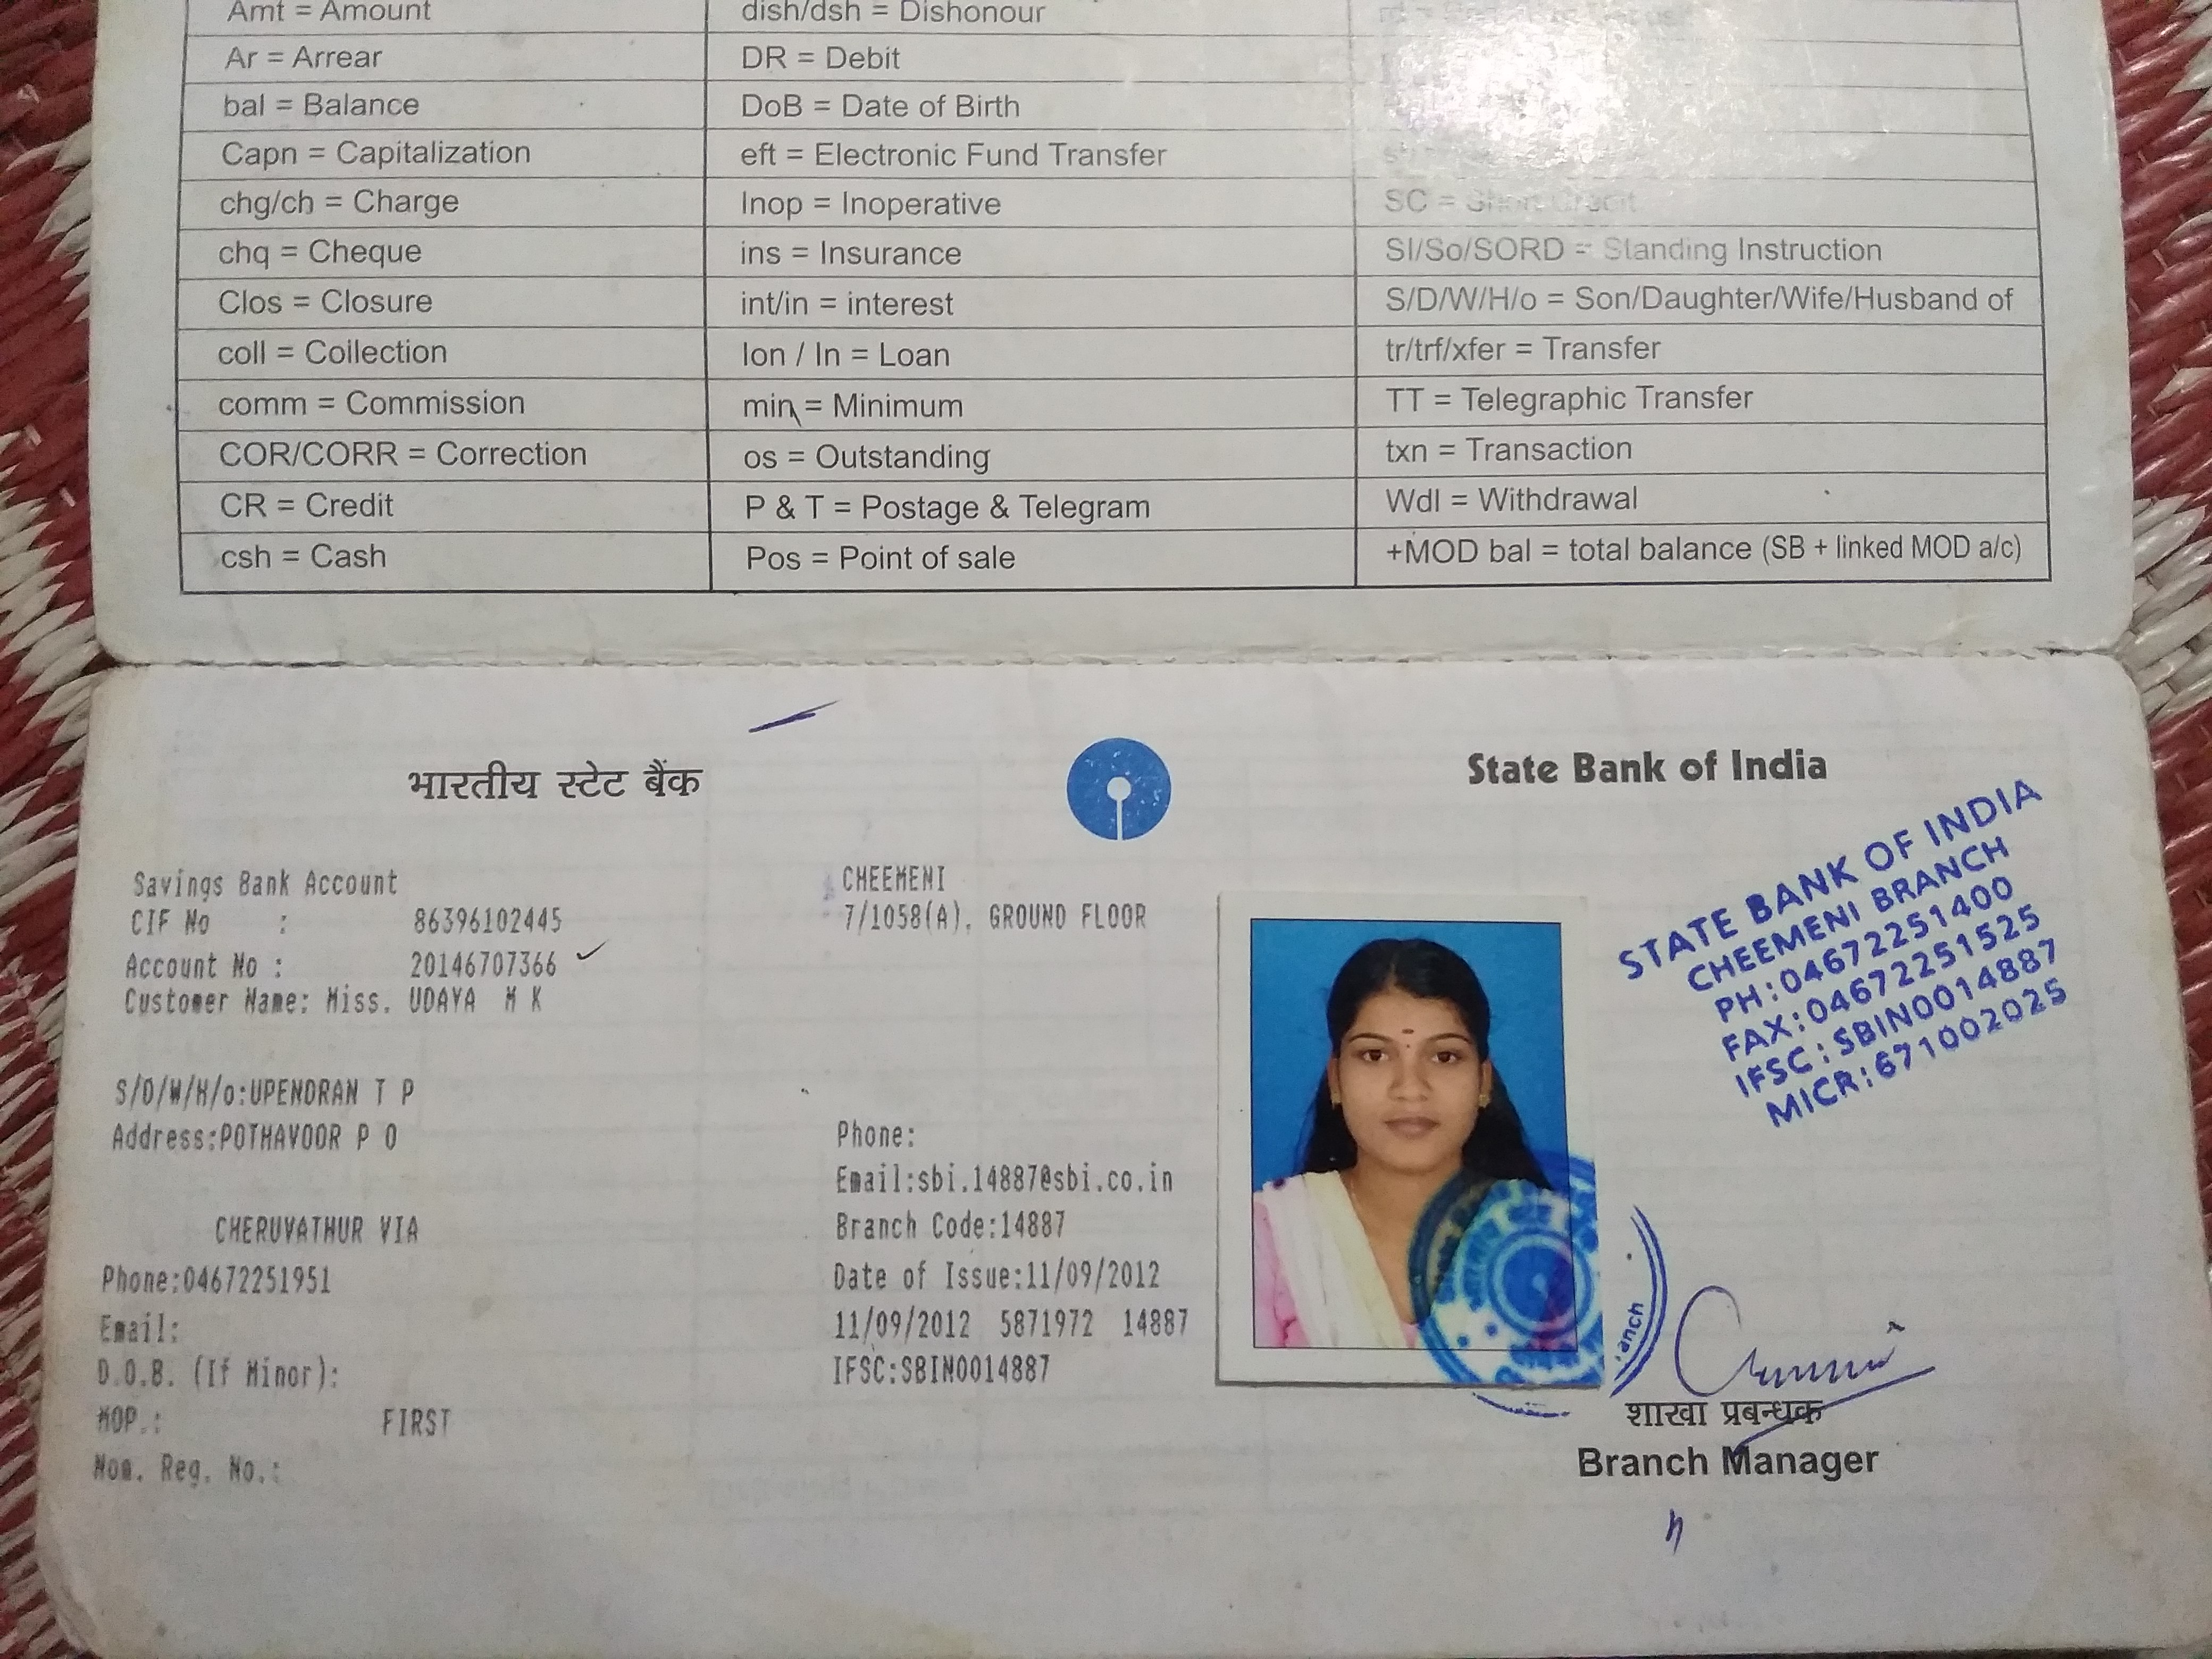 Amt = Amount
dish/dsh = Dishonour
Ar = Arrear
DR = Debit
bal = Balance
DoB = Date of Birth
Capn = Capitalization
eft = Electronic Fund Transfer
chg/ch = Charge
Inop = Inoperative
SC = Short Credit
chq = Cheque
ins = Insurance
SI/So/SORD = Standing Instruction
Clos = Closure
int/in = interest
S/D/W/H/o = Son/Daughter/Wife/Husband of
coll = Collection
lon / ln = Loan
tr/trf/xfer = Transfer
comm = Commission
min = Minimum
TT = Telegraphic Transfer
COR/CORR = Correction
os = Outstanding
txn = Transaction
CR = Credit
P & T = Postage & Telegram
Wdl = Withdrawal
csh = Cash
Pos = Point of sale
+MOD bal = total balance (SB + linked MOD a/c)
भारतीय स्टेट बैंक
State Bank of India
Savings Bank Account
CIF No : 86396102445
Account No : 20146707366
Customer Name: Miss. UDAYA M K
S/D/W/H/o:UPENDRAN T P
Address:POTHAVOOR P O
CHERUVATHUR VIA
Phone:04672251951
Email:
D.O.B. (If Minor):
MOP.: FIRST
Nom. Reg. No.:
CHEEMENI
7/1058(A), GROUND FLOOR
Phone:
Email:sbi.14887@sbi.co.in
Branch Code:14887
Date of Issue:11/09/2012
11/09/2012 5871972 14887
IFSC:SBIN0014887
STATE BANK OF INDIA
CHEEMENI BRANCH
PH:04672251400
FAX:04672251525
IFSC:SBIN0014887
MICR:671002025
शाखा प्रबन्धक
Branch Manager